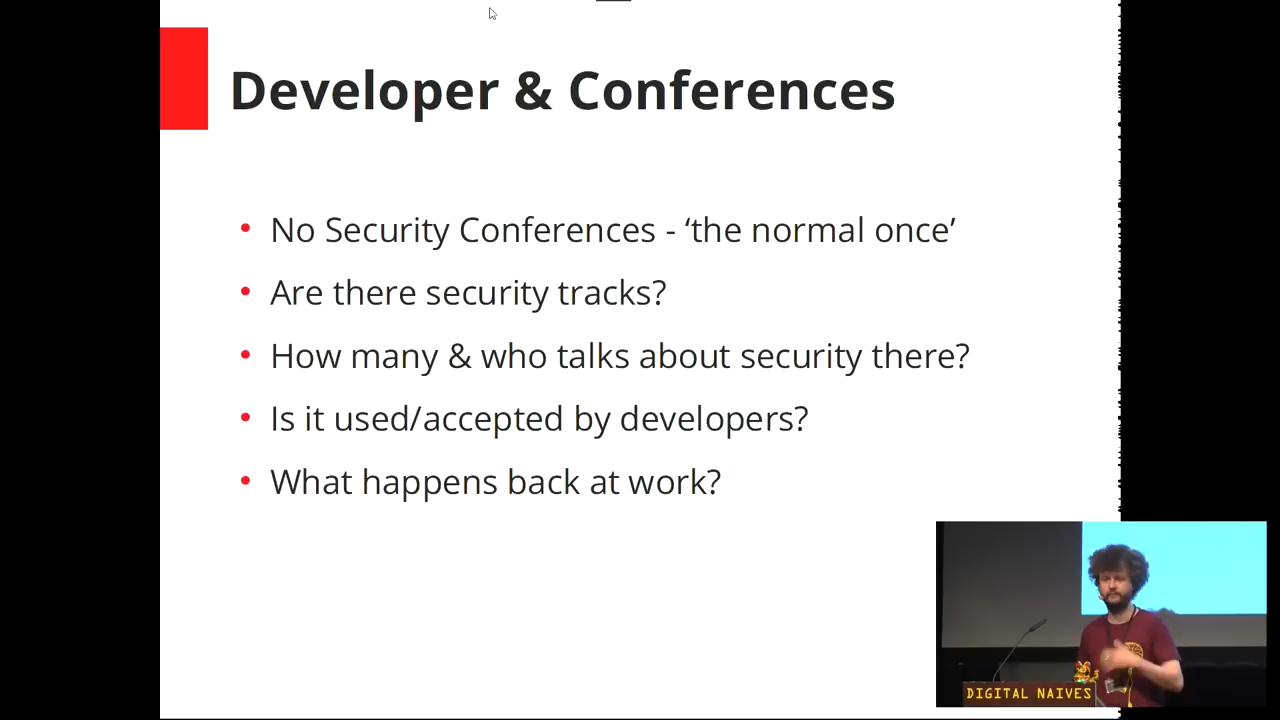 Developer & Conferences
No Security Conferences - ‘the normal once’
Are there security tracks?
How many & who talks about security there?
Is it used/accepted by developers?
What happens back at work?
DIGITAL NAIVES